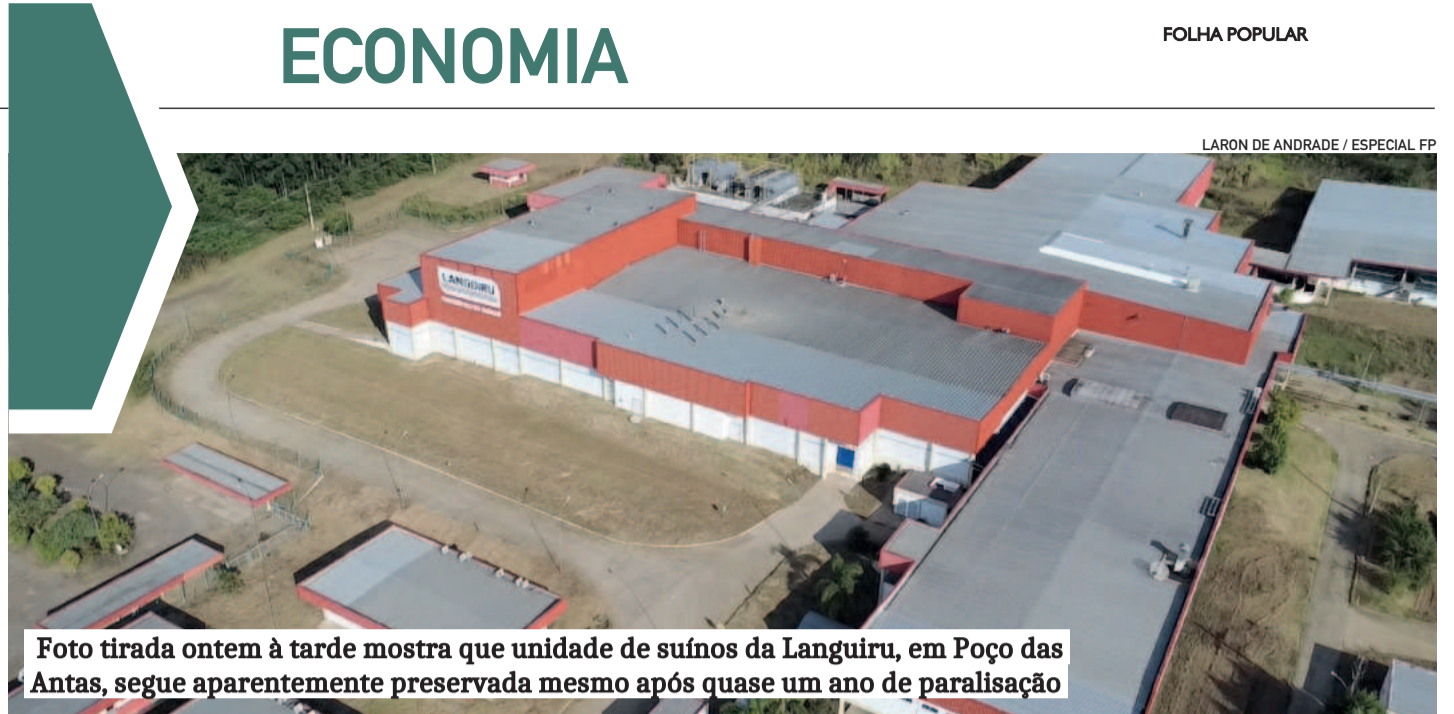 ECONOMIA
FOLHA POPULAR
LARON DE ANDRADE / ESPECIAL FP
LANGUIRU
Foto tirada ontem à tarde mostra que unidade de suínos da Languiru, em Poço das
Antas, segue aparentemente preservada mesmo após quase um ano de paralisação